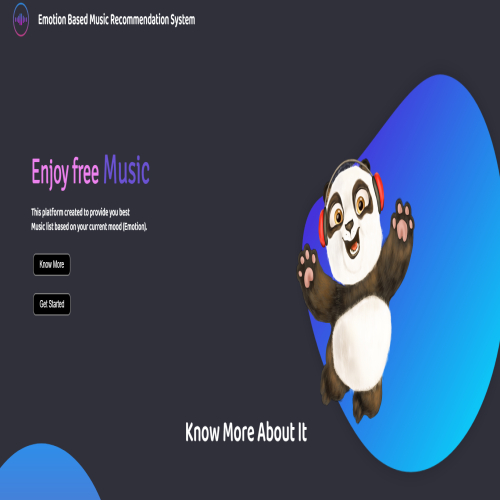 Emotion Based Music Recommendation System
Enjoy free Music
This platform created to provide you best
Music list based on your current mood (Emotion).
Know More
Get Started
Know More About It